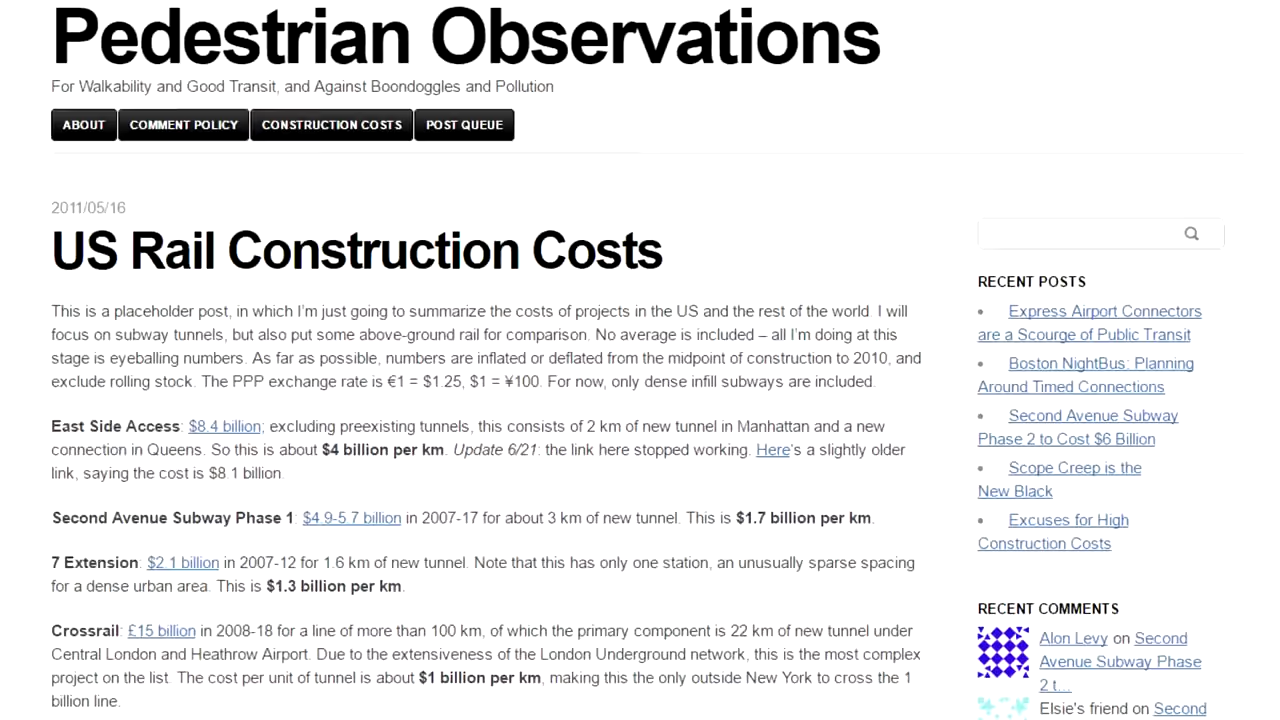 Pedestrian Observations
For Walkability and Good Transit, and Against Boondoggles and Pollution
ABOUT
COMMENT POLICY
CONSTRUCTION COSTS
POST QUEUE
2011/05/16
US Rail Construction Costs
This is a placeholder post, in which I'm just going to summarize the costs of projects in the US and the rest of the world. I will
focus on subway tunnels, but also put some above-ground rail for comparison. No average is included – all I'm doing at this
stage is eyeballing numbers. As far as possible, numbers are inflated or deflated from the midpoint of construction to 2010, and
exclude rolling stock. The PPP exchange rate is €1 = $1.25, $1 = ¥100. For now, only dense infill subways are included.
East Side Access: $8.4 billion; excluding preexisting tunnels, this consists of 2 km of new tunnel in Manhattan and a new
connection in Queens. So this is about $4 billion per km. Update 6/21: the link here stopped working. Here's a slightly older
link, saying the cost is $8.1 billion.
Second Avenue Subway Phase 1: $4.9-5.7 billion in 2007-17 for about 3 km of new tunnel. This is $1.7 billion per km.
7 Extension: $2.1 billion in 2007-12 for 1.6 km of new tunnel. Note that this has only one station, an unusually sparse spacing
for a dense urban area. This is $1.3 billion per km.
Crossrail: £15 billion in 2008-18 for a line of more than 100 km, of which the primary component is 22 km of new tunnel under
Central London and Heathrow Airport. Due to the extensiveness of the London Underground network, this is the most complex
project on the list. The cost per unit of tunnel is about $1 billion per km, making this the only outside New York to cross the 1
billion line.
RECENT POSTS
Express Airport Connectors
are a Scourge of Public Transit
Boston NightBus: Planning
Around Timed Connections
Second Avenue Subway
Phase 2 to Cost $6 Billion
Scope Creep is the
New Black
Excuses for High
Construction Costs
RECENT COMMENTS
Alon Levy on Second
Avenue Subway Phase
2 t...
Elsie's friend on Second